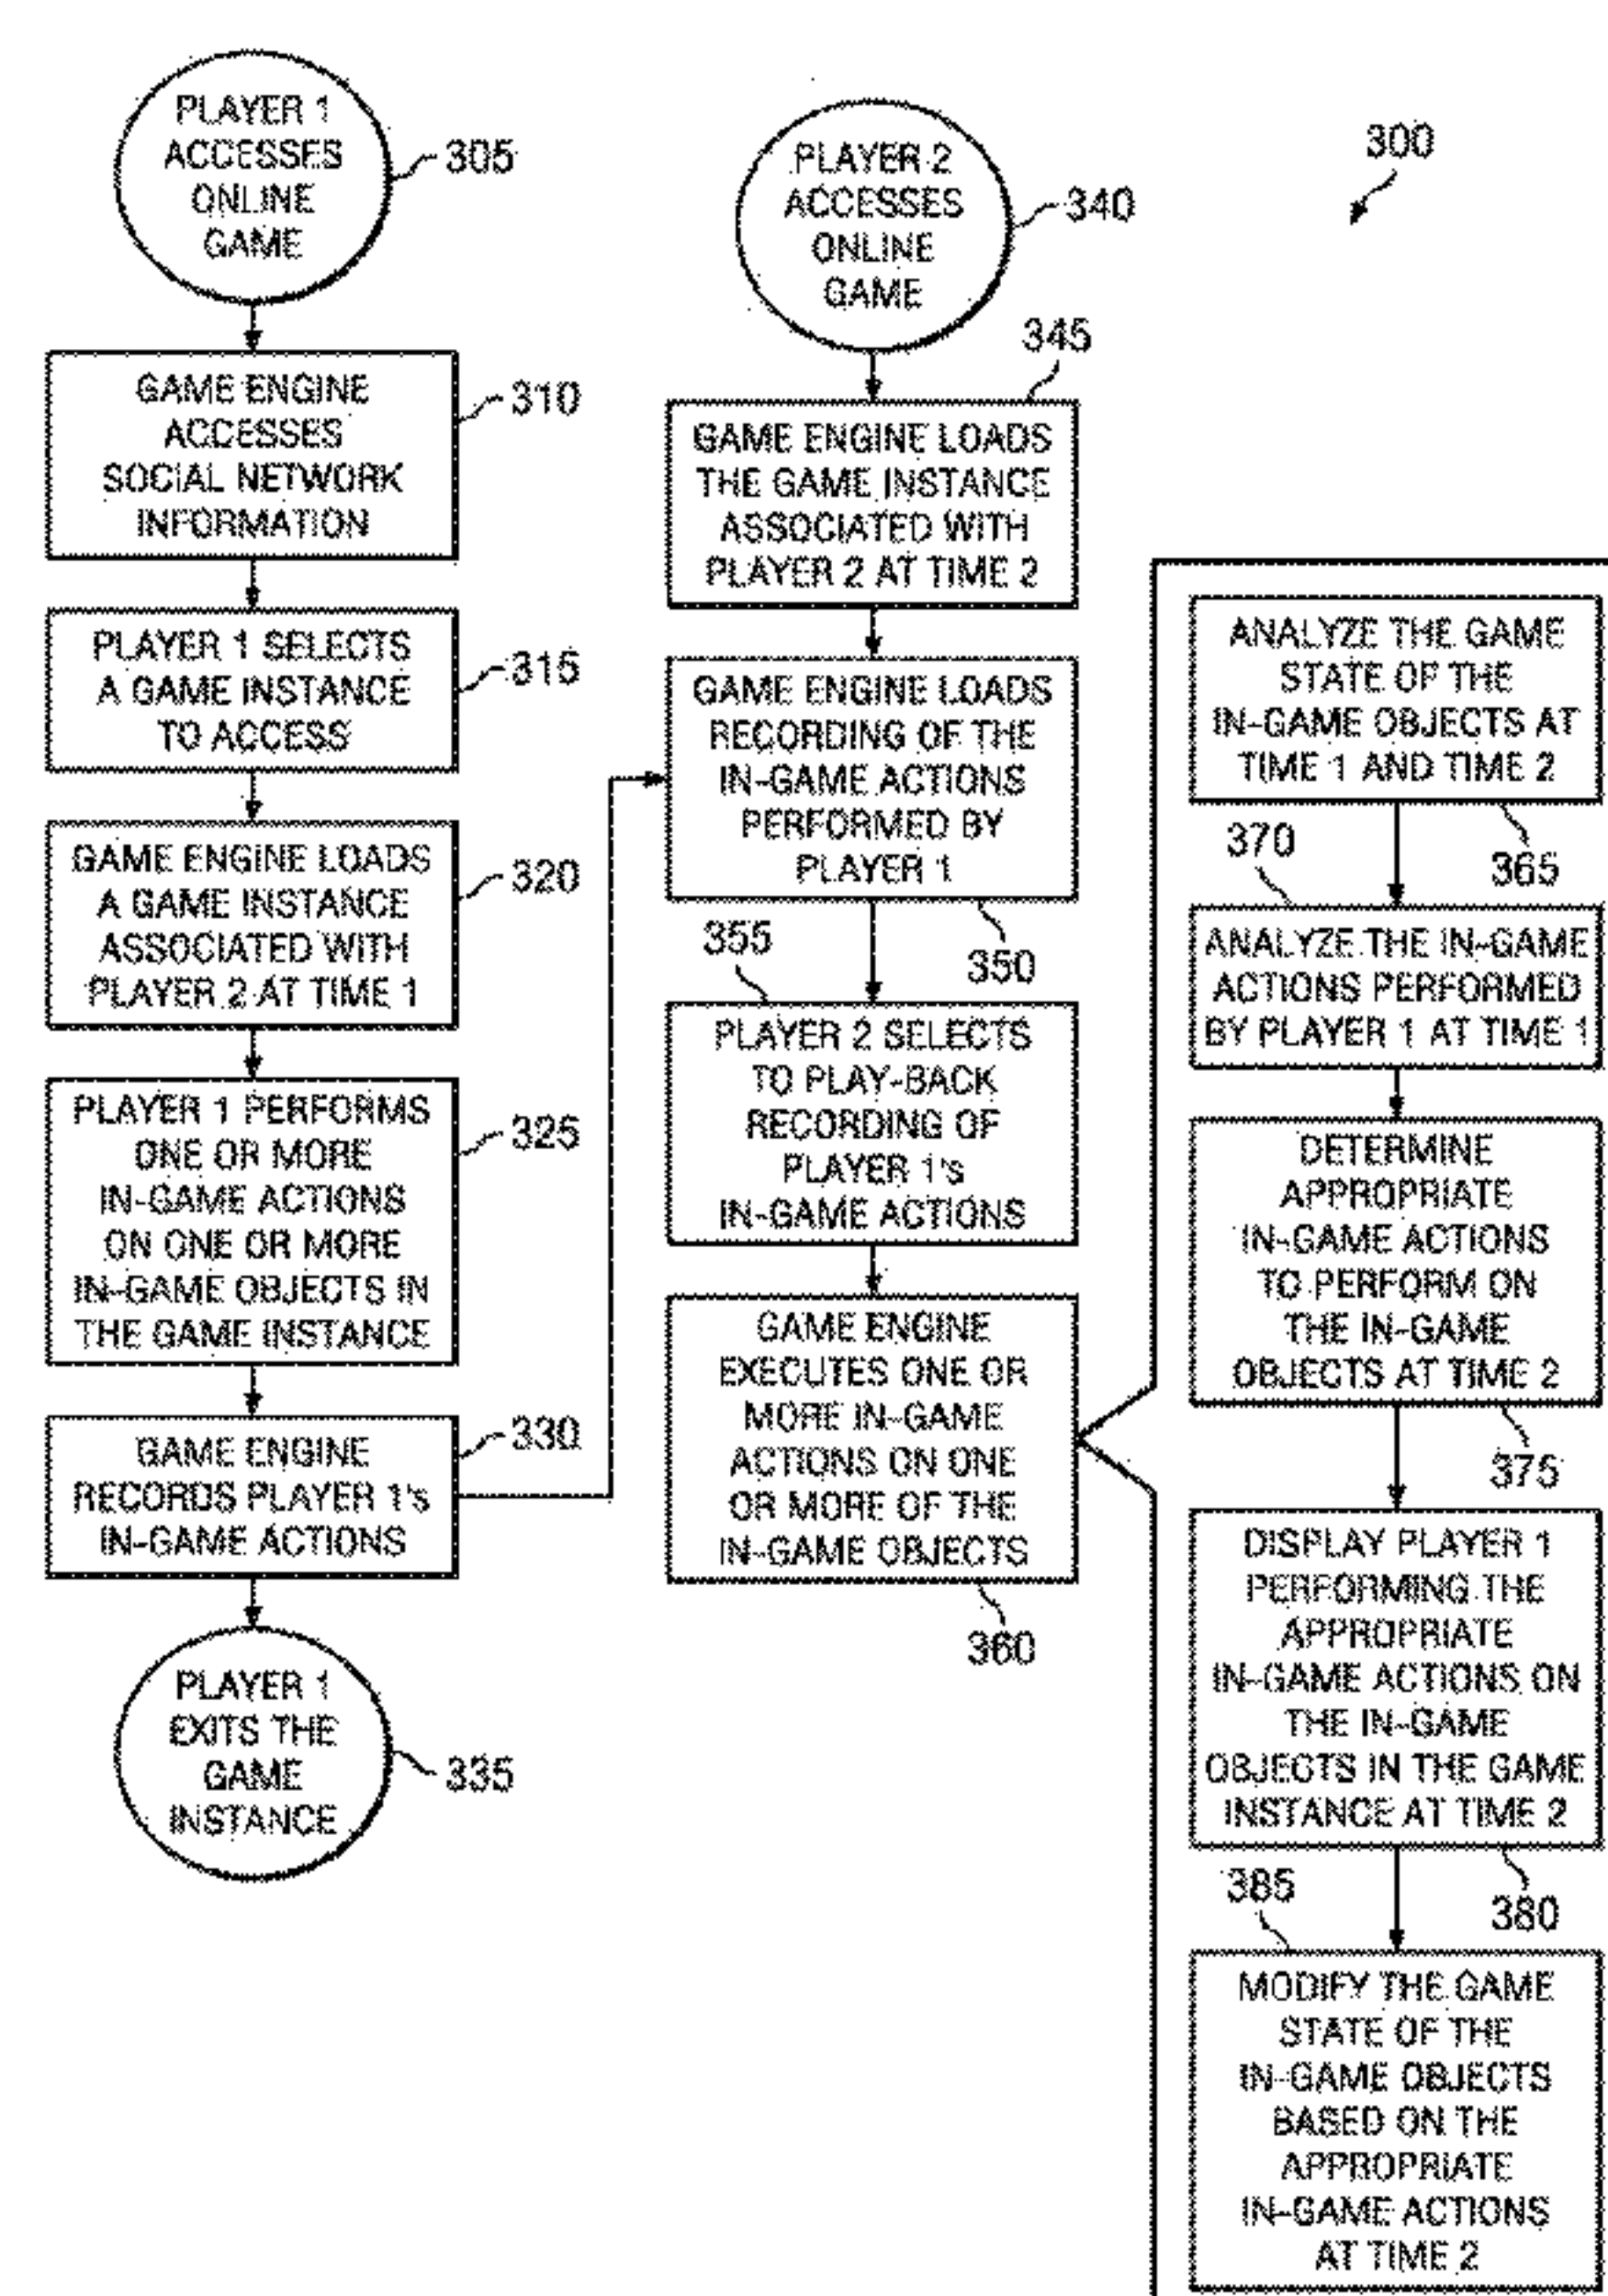 PLAYER 1
ACCESSES
ONLINE
GAME
305
GAME ENGINE
ACCESSES
SOCIAL NETWORK
INFORMATION
310
PLAYER 1 SELECTS
A GAME INSTANCE
TO ACCESS
315
GAME ENGINE LOADS
A GAME INSTANCE
ASSOCIATED WITH
PLAYER 2 AT TIME 1
320
PLAYER 1 PERFORMS
ONE OR MORE
IN-GAME ACTIONS
ON ONE OR MORE
IN-GAME OBJECTS IN
THE GAME INSTANCE
325
GAME ENGINE
RECORDS PLAYER 1's
IN-GAME ACTIONS
330
PLAYER 1
EXITS THE
GAME
INSTANCE
335
PLAYER 2
ACCESSES
ONLINE
GAME
340
345
GAME ENGINE LOADS
THE GAME INSTANCE
ASSOCIATED WITH
PLAYER 2 AT TIME 2
GAME ENGINE LOADS
RECORDING OF THE
IN-GAME ACTIONS
PERFORMED BY
PLAYER 1
350
355
PLAYER 2 SELECTS
TO PLAY-BACK
RECORDING OF
PLAYER 1's
IN-GAME ACTIONS
GAME ENGINE
EXECUTES ONE OR
MORE IN-GAME
ACTIONS ON ONE
OR MORE OF THE
IN-GAME OBJECTS
360
300
ANALYZE THE GAME
STATE OF THE
IN-GAME OBJECTS AT
TIME 1 AND TIME 2
365
370
ANALYZE THE IN-GAME
ACTIONS PERFORMED
BY PLAYER 1 AT TIME 1
DETERMINE
APPROPRIATE
IN-GAME ACTIONS
TO PERFORM ON
THE IN-GAME
OBJECTS AT TIME 2
375
DISPLAY PLAYER 1
PERFORMING THE
APPROPRIATE
IN-GAME ACTIONS ON
THE IN-GAME
OBJECTS IN THE GAME
INSTANCE AT TIME 2
380
385
MODIFY THE GAME
STATE OF THE
IN-GAME OBJECTS
BASED ON THE
APPROPRIATE
IN-GAME ACTIONS
AT TIME 2